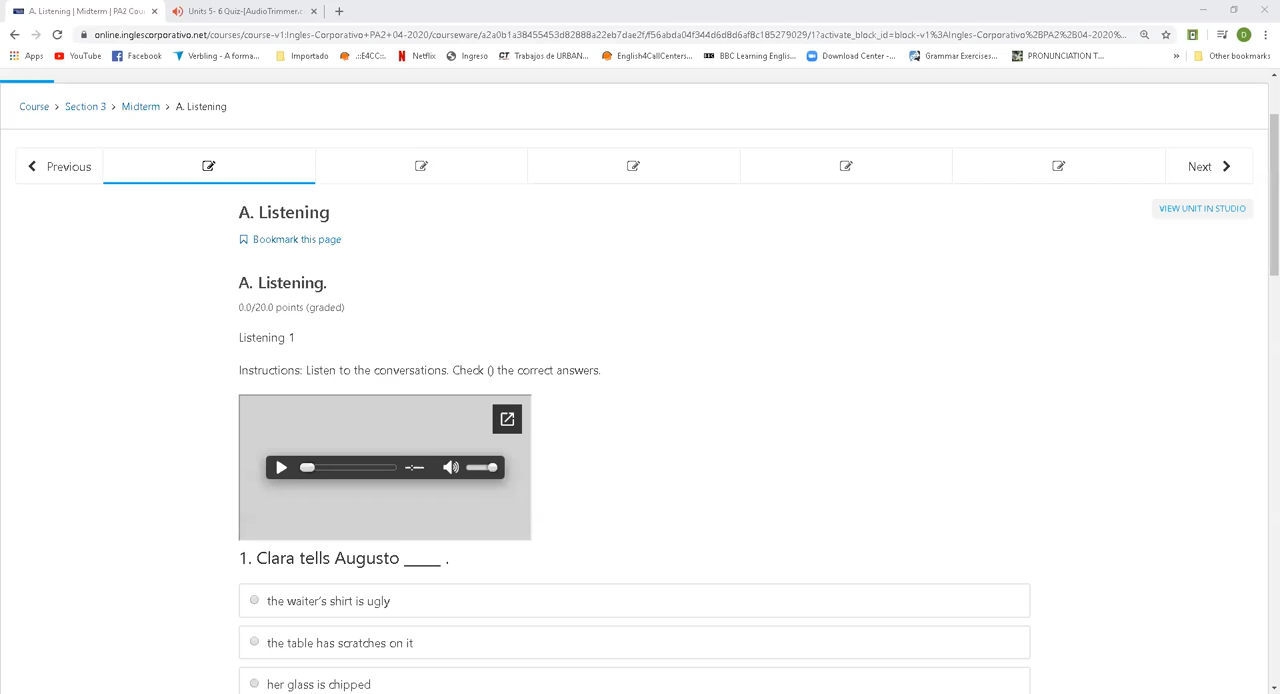 A. Listening | Midterm | PA2 Cou
Units 5- 6 Quiz-[AudioTrimmer.c
online.inglescorporativo.net/courses/course-v1:Ingles-Corporativo+PA2+04-2020/courseware/a2a0b1a38455453d82888a22eb7dae2f/f56abda04f344d6d8d6af8c185279029/1?activate_block_id=block-v1%3AIngles-Corporativo%2BPA2%2B04-2020%...
D
Apps YouTube Facebook Verbling - A forma... Importado .::E4CC::. Netflix Ingresó CT Trabajos de URBAN... English4CallCenters... BBC Learning Englis... Download Center -... Grammar Exercises... PRONUNCIATION T... » Other bookmarks
Course > Section 3 > Midterm > A. Listening
Previous
Next
A. Listening
VIEW UNIT IN STUDIO
Bookmark this page
A. Listening.
0.0/20.0 points (graded)
Listening 1
Instructions: Listen to the conversations. Check () the correct answers.
--:--
1. Clara tells Augusto _____ .
the waiter's shirt is ugly
the table has scratches on it
her glass is chipped